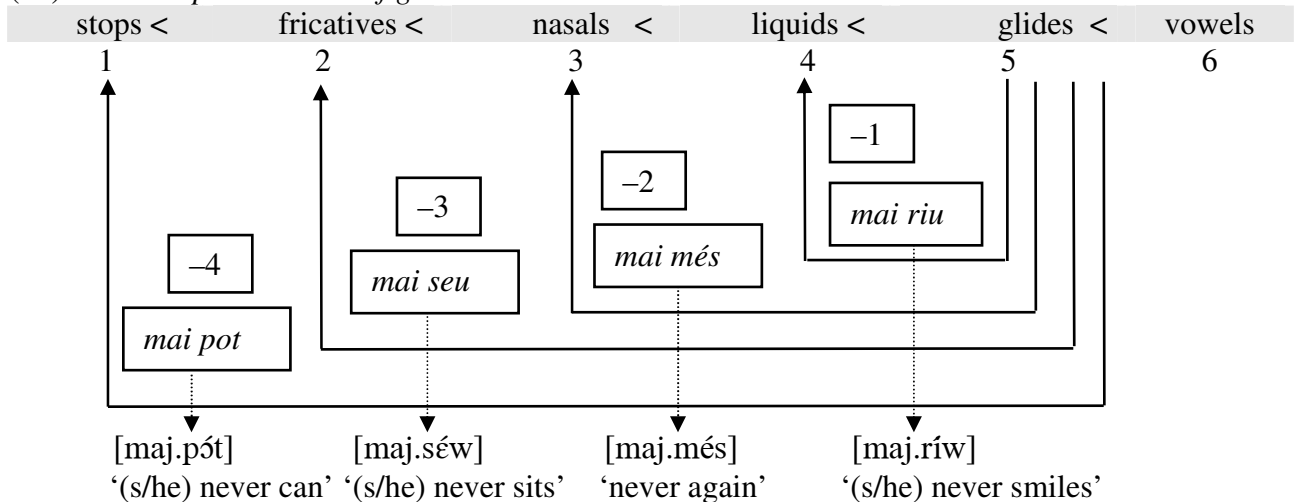 stops < fricatives < nasals < liquids < glides < vowels
1 2 3 4 5 6
–1
–2
–3
mai riu
mai més
–4
mai seu
mai pot
[maj.pɔ́t] [maj.sɛ́w] [maj.més] [maj.ríw]
‘(s/he) never can’ ‘(s/he) never sits’ ‘never again’ ‘(s/he) never smiles’